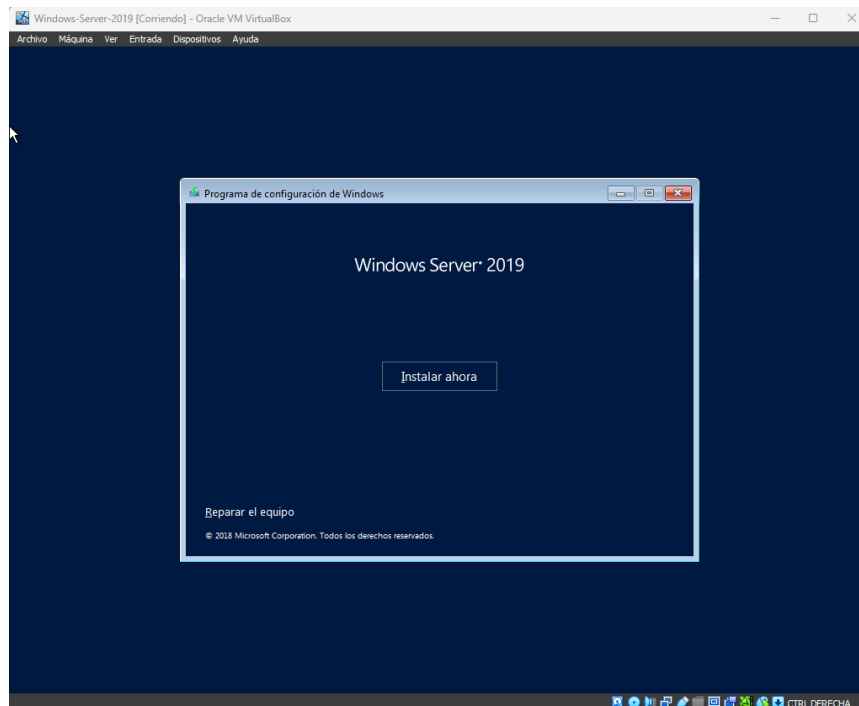 Windows-Server-2019 [Corriendo] - Oracle VM VirtualBox
Archivo Máquina Ver Entrada Dispositivos Ayuda
Programa de configuración de Windows
Windows Server® 2019
Instalar ahora
Reparar el equipo
© 2018 Microsoft Corporation. Todos los derechos reservados.
CTRL DERECHA